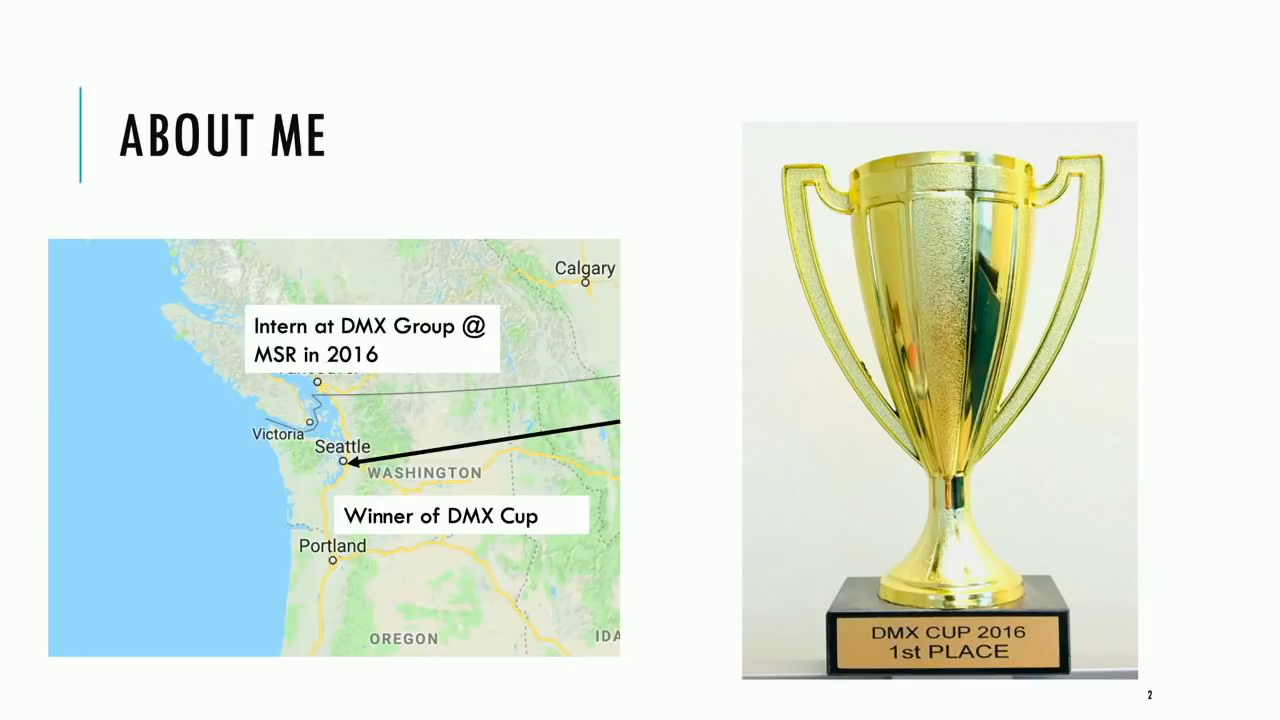 ABOUT ME
Calgary
Intern at DMX Group @
MSR in 2016
Vancouver
Victoria
Seattle
WASHINGTON
Winner of DMX Cup
Portland
OREGON
IDA
DMX CUP 2016
1st PLACE
2